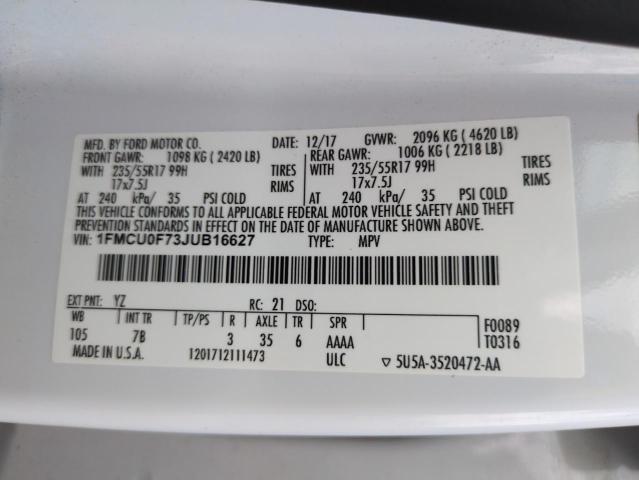 MFD. BY FORD MOTOR CO. DATE: 12/17 GVWR: 2096 KG ( 4620 LB)
FRONT GAWR: 1098 KG ( 2420 LB) REAR GAWR: 1006 KG ( 2218 LB)
WITH 235/55R17 99H TIRES WITH 235/55R17 99H TIRES
17x7.5J RIMS 17x7.5J RIMS
AT 240 kPa/ 35 PSI COLD AT 240 kPa/ 35 PSI COLD
THIS VEHICLE CONFORMS TO ALL APPLICABLE FEDERAL MOTOR VEHICLE SAFETY AND THEFT
PREVENTION STANDARDS IN EFFECT ON THE DATE OF MANUFACTURE SHOWN ABOVE.
VIN: 1FMCU0F73JUB16627 TYPE: MPV
EXT PNT: YZ RC: 21 DSO:
WB INT TR TP/PS R AXLE TR SPR F0089
105 7B 3 35 6 AAAA T0316
MADE IN U.S.A. 1201712111473 ULC ▽ 5U5A-3520472-AA